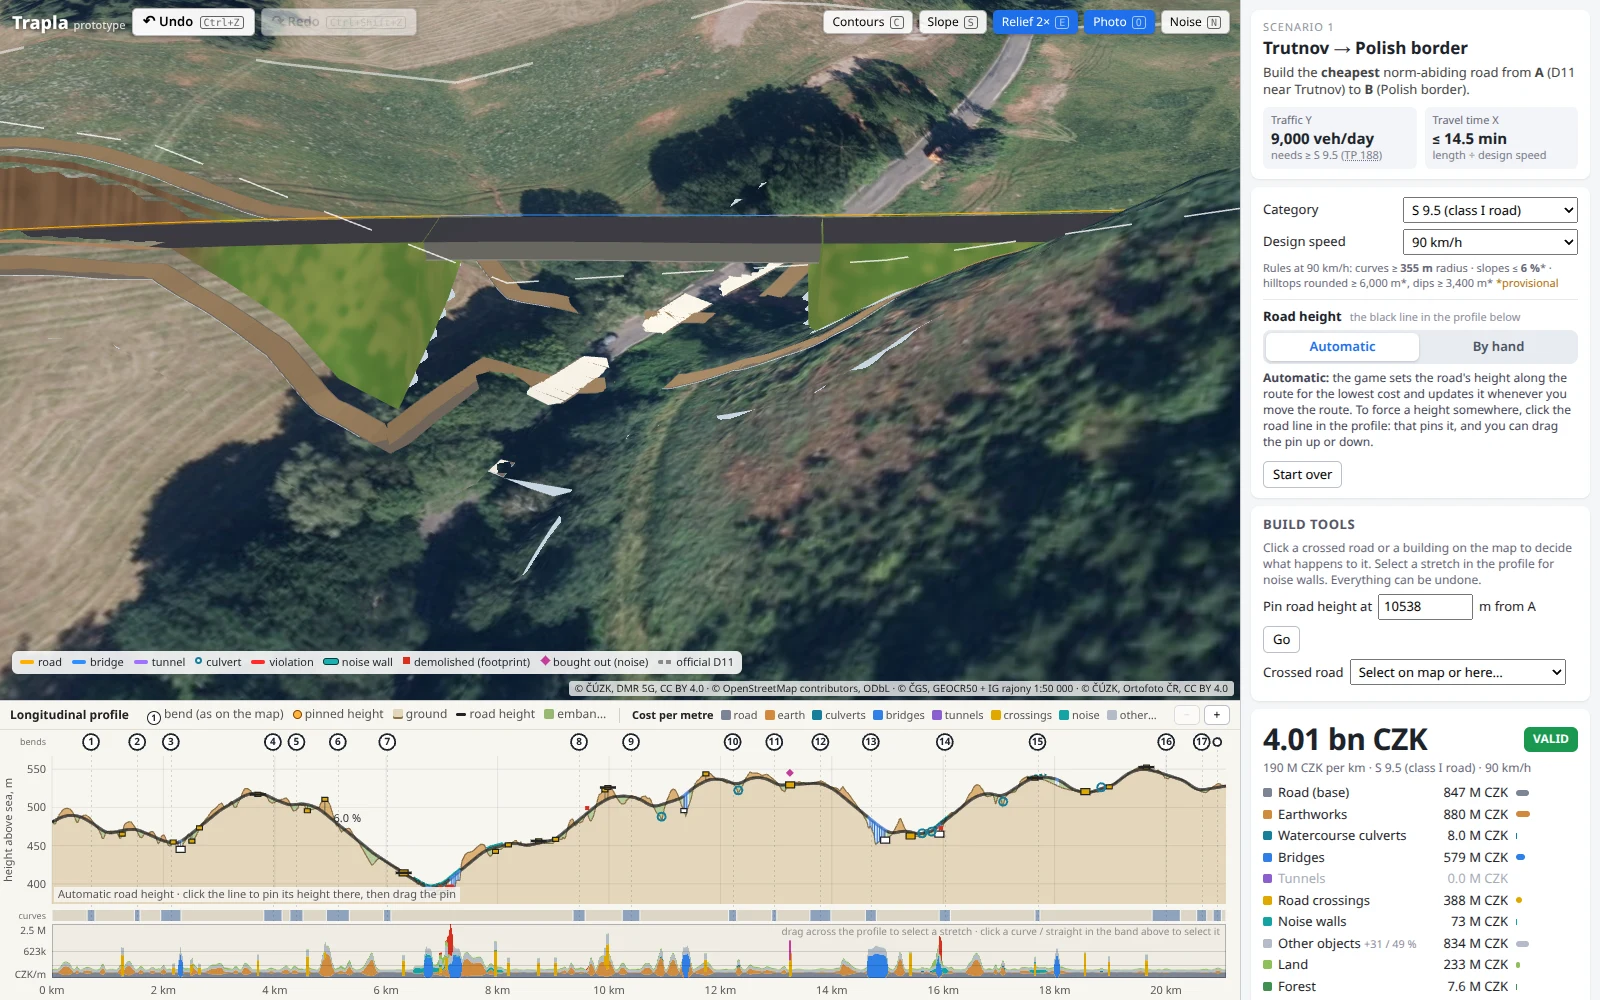 Trapla prototype
Undo Ctrl+Z
Redo Ctrl+Shift+Z
Contours C
Slope S
Relief 2× E
Photo O
Noise N
road
bridge
tunnel
culvert
violation
noise wall
demolished (footprint)
bought out (noise)
official D11
© ČÚZK, DMR 5G, CC BY 4.0 · © OpenStreetMap contributors, ODbL · © ČGS, GEOCR50 + IG rajony 1:50 000 · © ČÚZK, Ortofoto ČR, CC BY 4.0
Longitudinal profile
1 bend (as on the map)
pinned height
ground
road height
emban...
Cost per metre
road
earth
culverts
bridges
tunnels
crossings
noise
other...
−
+
bends 1 2 3 4 5 6 7 8 9 10 11 12 13 14 15 16 17
height above sea, m
550
500
450
400
6.0 %
Automatic road height · click the line to pin its height there, then drag the pin
curves
2.5 M
623k
CZK/m
drag across the profile to select a stretch · click a curve / straight in the band above to select it
0 km 2 km 4 km 6 km 8 km 10 km 12 km 14 km 16 km 18 km 20 km
SCENARIO 1
Trutnov → Polish border
Build the cheapest norm-abiding road from A (D11
near Trutnov) to B (Polish border).
Traffic Y
9,000 veh/day
needs ≥ S 9.5 (TP 188)
Travel time X
≤ 14.5 min
length ÷ design speed
Category S 9.5 (class I road)
Design speed 90 km/h
Rules at 90 km/h: curves ≥ 355 m radius · slopes ≤ 6 %* ·
hilltops rounded ≥ 6,000 m*, dips ≥ 3,400 m* *provisional
Road height the black line in the profile below
Automatic
By hand
Automatic: the game sets the road's height along the
route for the lowest cost and updates it whenever you
move the route. To force a height somewhere, click the
road line in the profile: that pins it, and you can drag
the pin up or down.
Start over
BUILD TOOLS
Click a crossed road or a building on the map to decide
what happens to it. Select a stretch in the profile for
noise walls. Everything can be undone.
Pin road height at 10538 m from A
Go
Crossed road Select on map or here...
4.01 bn CZK VALID
190 M CZK per km · S 9.5 (class I road) · 90 km/h
Road (base) 847 M CZK
Earthworks 880 M CZK
Watercourse culverts 8.0 M CZK
Bridges 579 M CZK
Tunnels 0.0 M CZK
Road crossings 388 M CZK
Noise walls 73 M CZK
Other objects +31 / 49 % 834 M CZK
Land 233 M CZK
Forest 7.6 M CZK